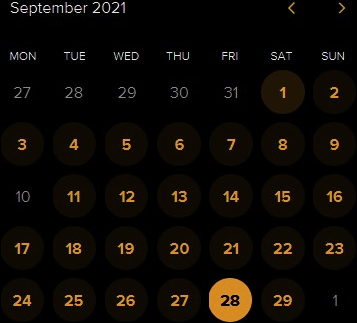 September 2021 < >
MON TUE WED THU FRI SAT SUN
27 28 29 30 31 1 2
3 4 5 6 7 8 9
10 11 12 13 14 15 16
17 18 19 20 21 22 23
24 25 26 27 28 29 1